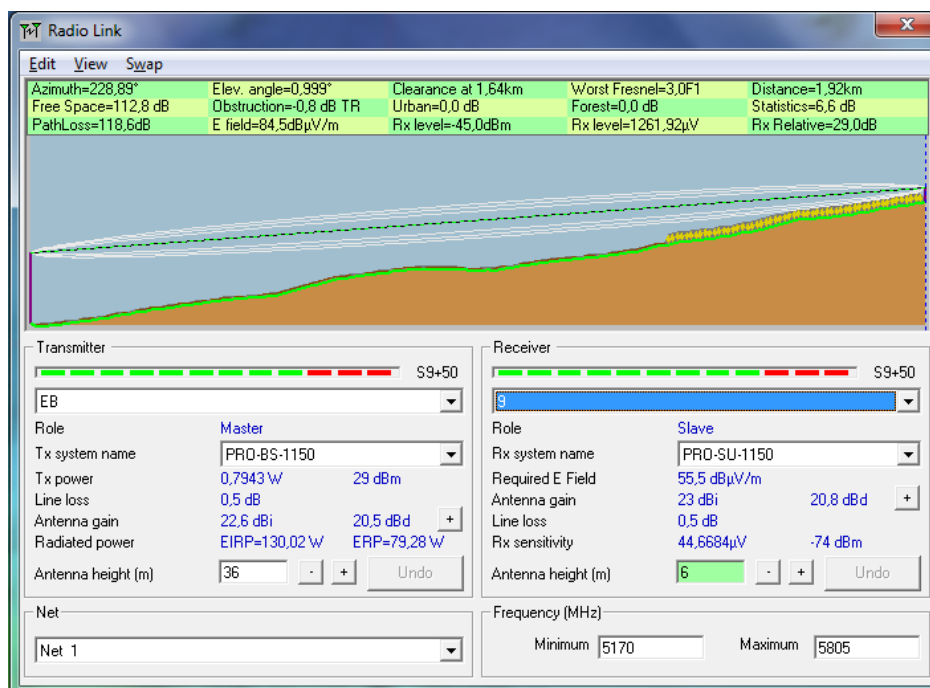 Radio Link
Edit View Swap
Azimuth=228,89° Elev. angle=0,999° Clearance at 1,64km Worst Fresnel=3,0F1 Distance=1,92km
Free Space=112,8 dB Obstruction=-0,8 dB TR Urban=0,0 dB Forest=0,0 dB Statistics=6,6 dB
PathLoss=118,6dB E field=84,5dBµV/m Rx level=-45,0dBm Rx level=1261,92µV Rx Relative=29,0dB
Transmitter
S9+50
EB
Role Master
Tx system name PRO-BS-1150
Tx power 0,7943 W 29 dBm
Line loss 0,5 dB
Antenna gain 22,6 dBi 20,5 dBd +
Radiated power EIRP=130,02 W ERP=79,28 W
Antenna height (m) 36 - + Undo
Net
Net 1
Receiver
S9+50
9
Role Slave
Rx system name PRO-SU-1150
Required E Field 55,5 dBµV/m
Antenna gain 23 dBi 20,8 dBd +
Line loss 0,5 dB
Rx sensitivity 44,6684µV -74 dBm
Antenna height (m) 6 - + Undo
Frequency (MHz)
Minimum 5170 Maximum 5805